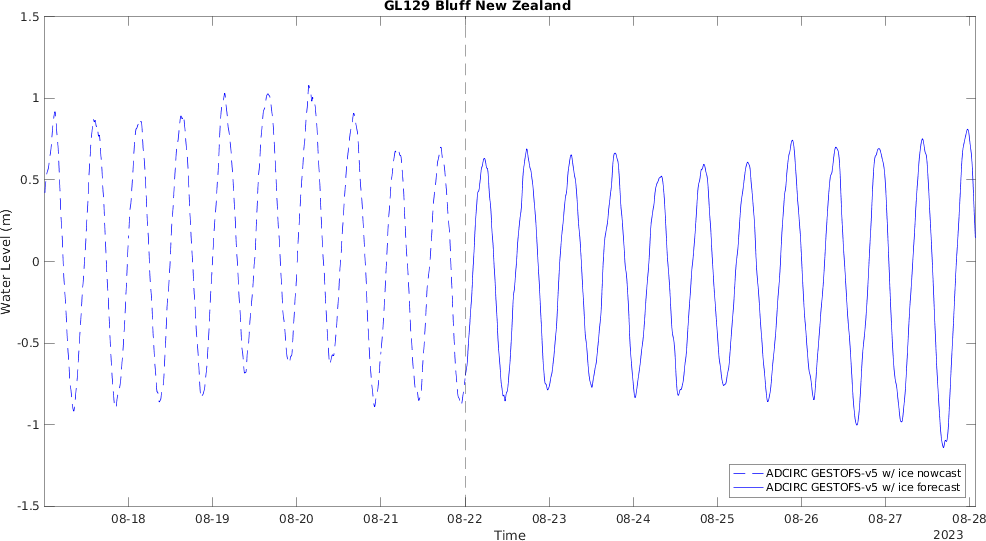 GL129 Bluff New Zealand
Water Level (m)
1.5
1
0.5
0
-0.5
-1
-1.5
ADCIRC GESTOFS-v5 w/ ice nowcast
ADCIRC GESTOFS-v5 w/ ice forecast
08-18 08-19 08-20 08-21 08-22 08-23 08-24 08-25 08-26 08-27 08-28
Time
2023